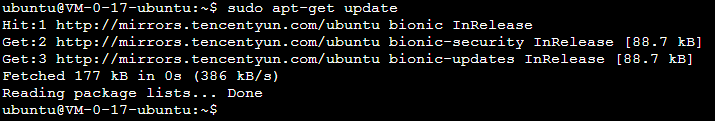 ubuntu@VM-0-17-ubuntu:~$ sudo apt-get update
Hit:1 http://mirrors.tencentyun.com/ubuntu bionic InRelease
Get:2 http://mirrors.tencentyun.com/ubuntu bionic-security InRelease [88.7 kB]
Get:3 http://mirrors.tencentyun.com/ubuntu bionic-updates InRelease [88.7 kB]
Fetched 177 kB in 0s (386 kB/s)
Reading package lists... Done
ubuntu@VM-0-17-ubuntu:~$